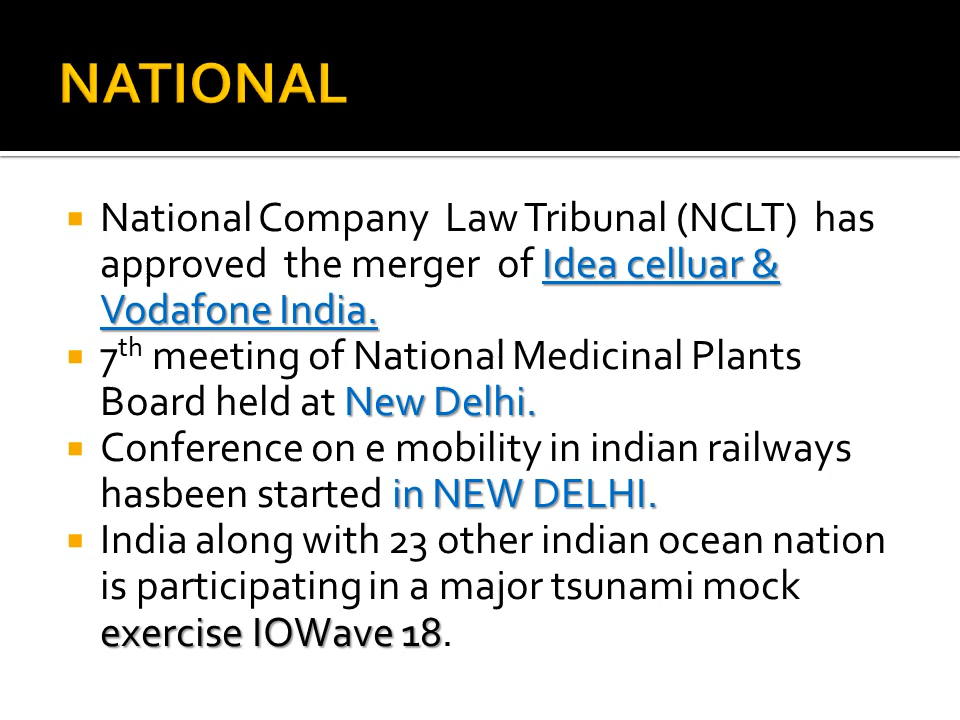 NATIONAL
National Company Law Tribunal (NCLT) has
approved the merger of Idea celluar &
Vodafone India.
7th meeting of National Medicinal Plants
Board held at New Delhi.
Conference on e mobility in indian railways
hasbeen started in NEW DELHI.
India along with 23 other indian ocean nation
is participating in a major tsunami mock
exercise IOWave 18.